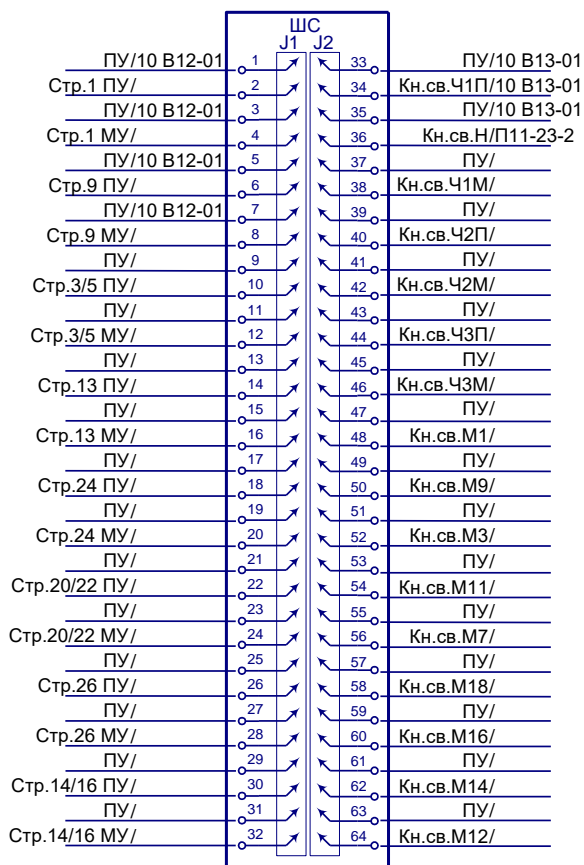 ШС
J1 J2
ПУ/10 В12-01 1 33 ПУ/10 В13-01
Стр.1 ПУ/ 2 34 Кн.св.Ч1П/10 В13-01
ПУ/10 В12-01 3 35 ПУ/10 В13-01
Стр.1 МУ/ 4 36 Кн.св.Н/П11-23-2
ПУ/10 В12-01 5 37 ПУ/
Стр.9 ПУ/ 6 38 Кн.св.Ч1М/
ПУ/10 В12-01 7 39 ПУ/
Стр.9 МУ/ 8 40 Кн.св.Ч2П/
ПУ/ 9 41 ПУ/
Стр.3/5 ПУ/ 10 42 Кн.св.Ч2М/
ПУ/ 11 43 ПУ/
Стр.3/5 МУ/ 12 44 Кн.св.Ч3П/
ПУ/ 13 45 ПУ/
Стр.13 ПУ/ 14 46 Кн.св.Ч3М/
ПУ/ 15 47 ПУ/
Стр.13 МУ/ 16 48 Кн.св.М1/
ПУ/ 17 49 ПУ/
Стр.24 ПУ/ 18 50 Кн.св.М9/
ПУ/ 19 51 ПУ/
Стр.24 МУ/ 20 52 Кн.св.М3/
ПУ/ 21 53 ПУ/
Стр.20/22 ПУ/ 22 54 Кн.св.М11/
ПУ/ 23 55 ПУ/
Стр.20/22 МУ/ 24 56 Кн.св.М7/
ПУ/ 25 57 ПУ/
Стр.26 ПУ/ 26 58 Кн.св.М18/
ПУ/ 27 59 ПУ/
Стр.26 МУ/ 28 60 Кн.св.М16/
ПУ/ 29 61 ПУ/
Стр.14/16 ПУ/ 30 62 Кн.св.М14/
ПУ/ 31 63 ПУ/
Стр.14/16 МУ/ 32 64 Кн.св.М12/